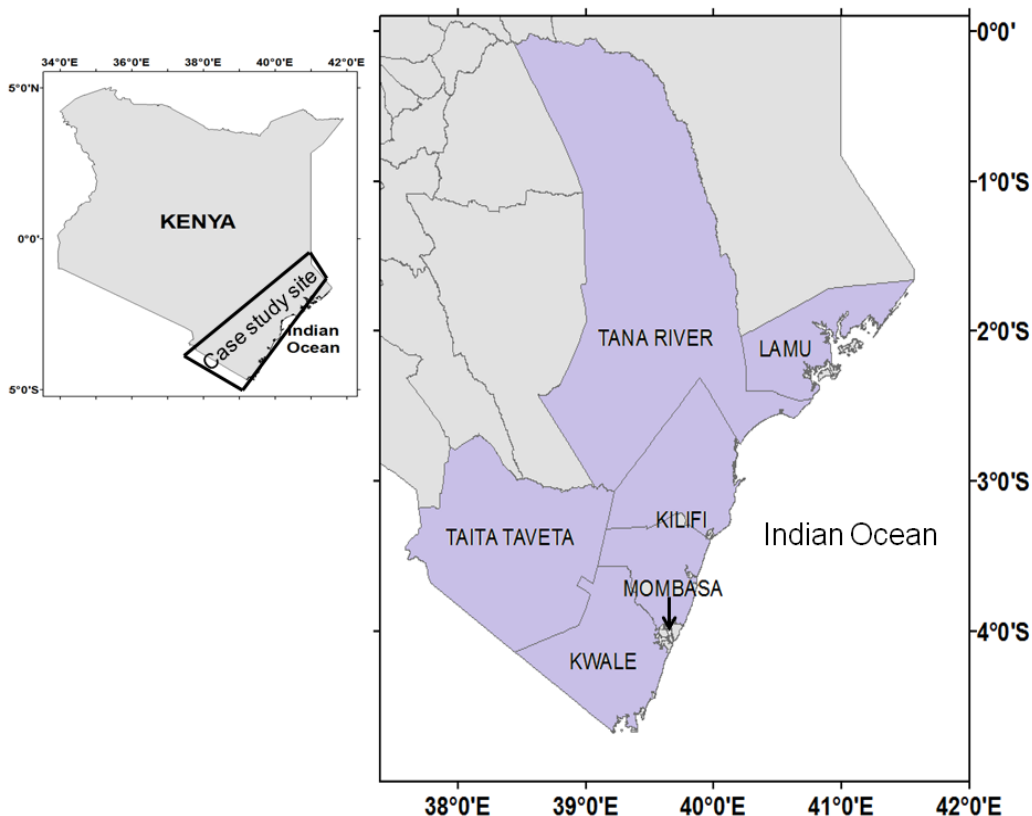 34°0'E 36°0'E 38°0'E 40°0'E 42°0'E
5°0'N
KENYA
0°0'
Case study site
Indian
Ocean
5°0'S
0°0'
1°0'S
2°0'S
TANA RIVER
LAMU
3°0'S
KILIFI
TAITA TAVETA
Indian Ocean
MOMBASA
4°0'S
KWALE
38°0'E 39°0'E 40°0'E 41°0'E 42°0'E